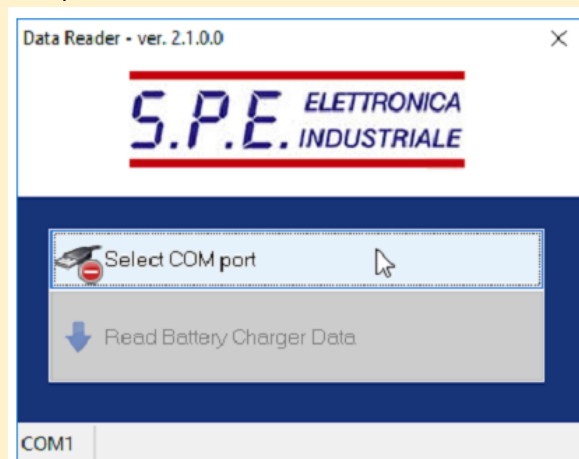 Data Reader - ver. 2.1.0.0
S.P.E. ELETTRONICA
INDUSTRIALE
Select COM port
Read Battery Charger Data
COM1